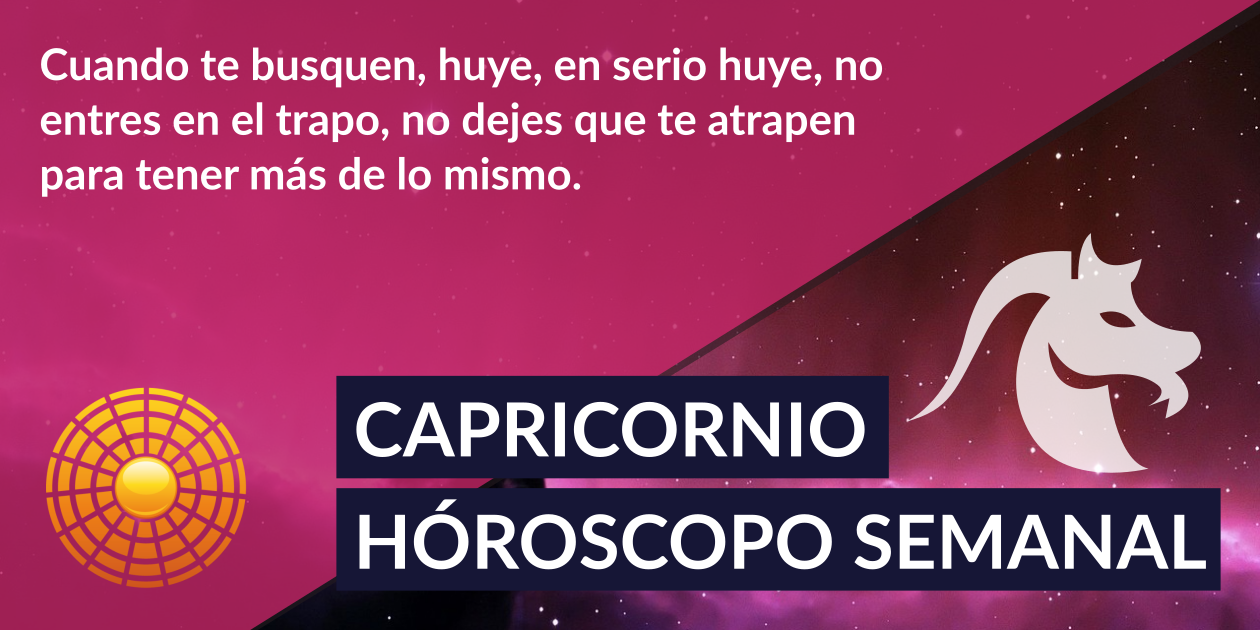 Cuando te busquen, huye, en serio huye, no
entres en el trapo, no dejes que te atrapen
para tener más de lo mismo.
CAPRICORNIO
HÓROSCOPO SEMANAL